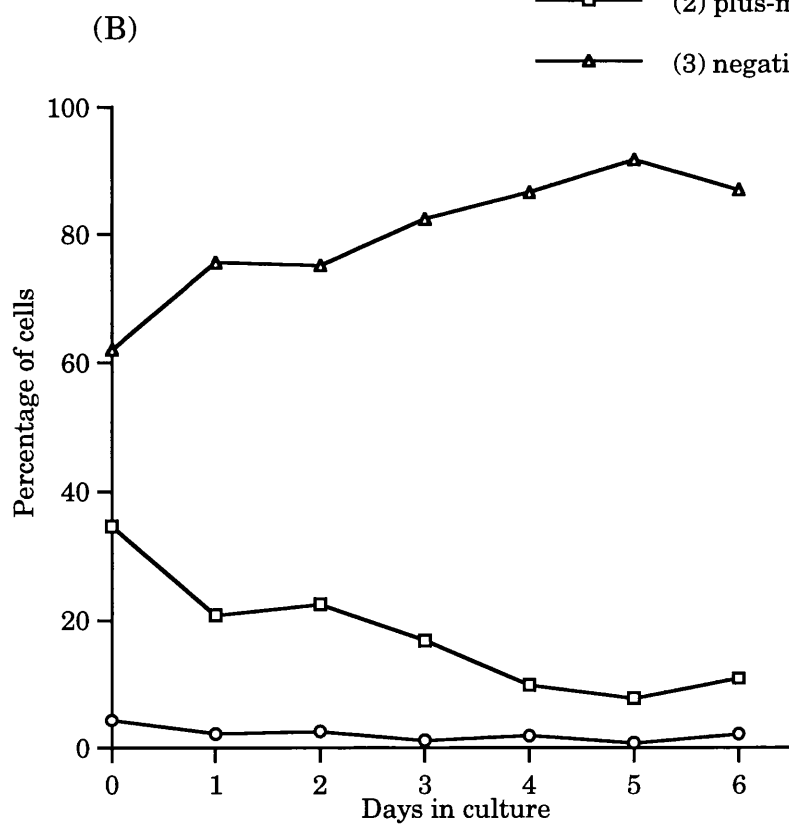 (B)
(2) plus-m
(3) negati
100
80
60
40
20
0
Percentage of cells
0 1 2 3 4 5 6
Days in culture